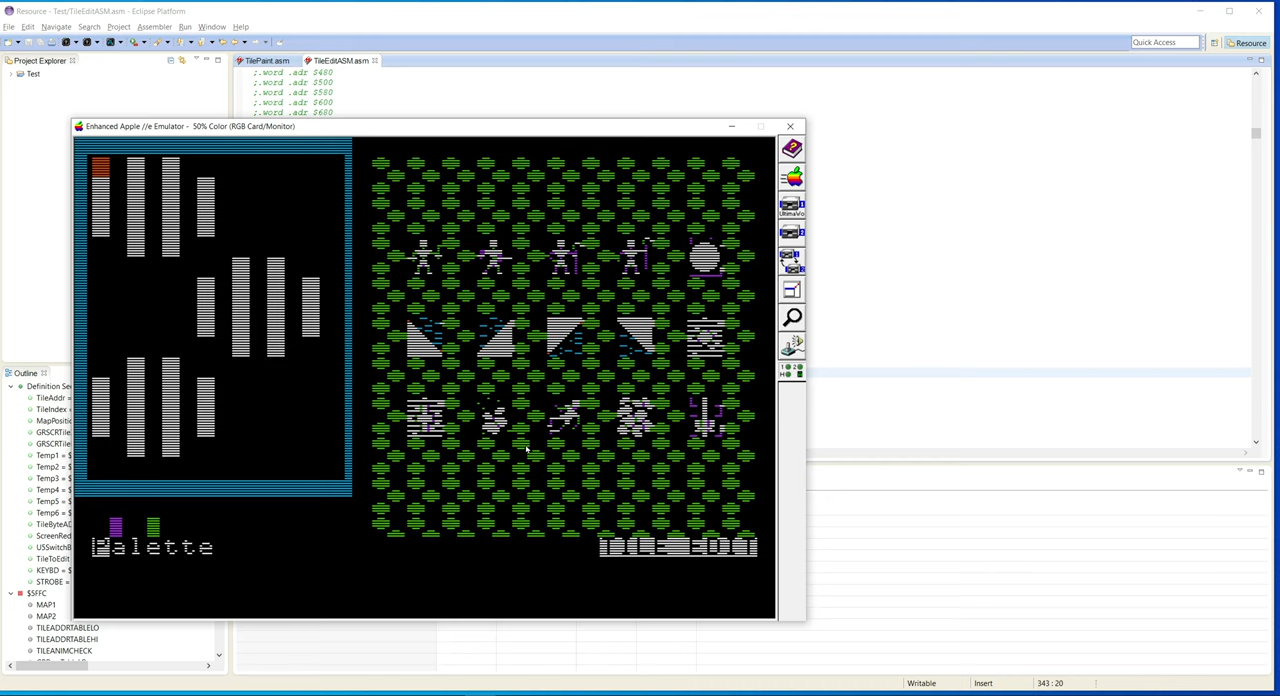 Resource - Test/TileEditASM.asm - Eclipse Platform
File Edit Navigate Search Project Assembler Run Window Help
Quick Access
Resource
Project Explorer
TilePaint.asm
TileEditASM.asm
Test
;.word .adr $480
;.word .adr $500
;.word .adr $580
;.word .adr $600
;.word .adr $680
Enhanced Apple //e Emulator - 50% Color (RGB Card/Monitor)
Outline
Definition Se
TileAddr =
TileIndex =
MapPositi
GRSCRTile
GRSCRTile
Temp1 = $
Temp2 = $
Temp3 = $
Temp4 = $
Temp5 = $
Temp6 = $
TileByteAD
ScreenRed
USSwitchB
TileToEdit
KEYBD = $
STROBE =
$5FFC
MAP1
MAP2
TILEADDRTABLELO
TILEADDRTABLEHI
TILEANIMCHECK
Palette
Writable Insert 343 : 20